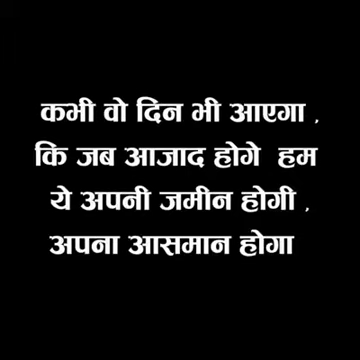 कभी वो दिन भी आएगा ,
कि जब आजाद होगे हम
ये अपनी जमीन होगी ,
अपना आसमान होगा